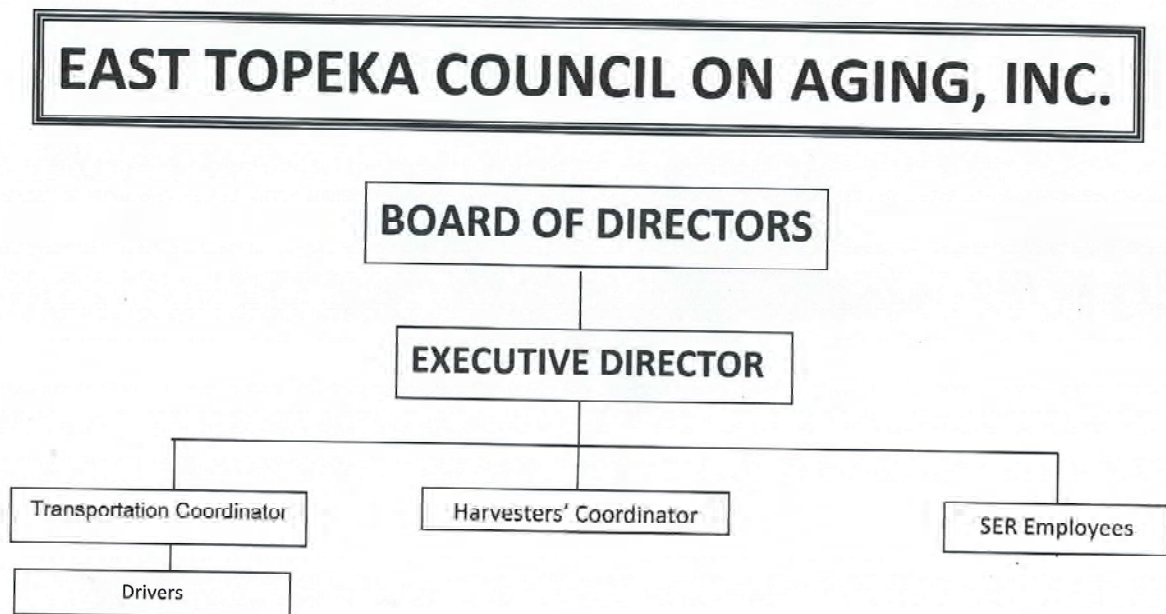 EAST TOPEKA COUNCIL ON AGING, INC.
BOARD OF DIRECTORS
EXECUTIVE DIRECTOR
Transportation Coordinator
Harvesters' Coordinator
SER Employees
Drivers